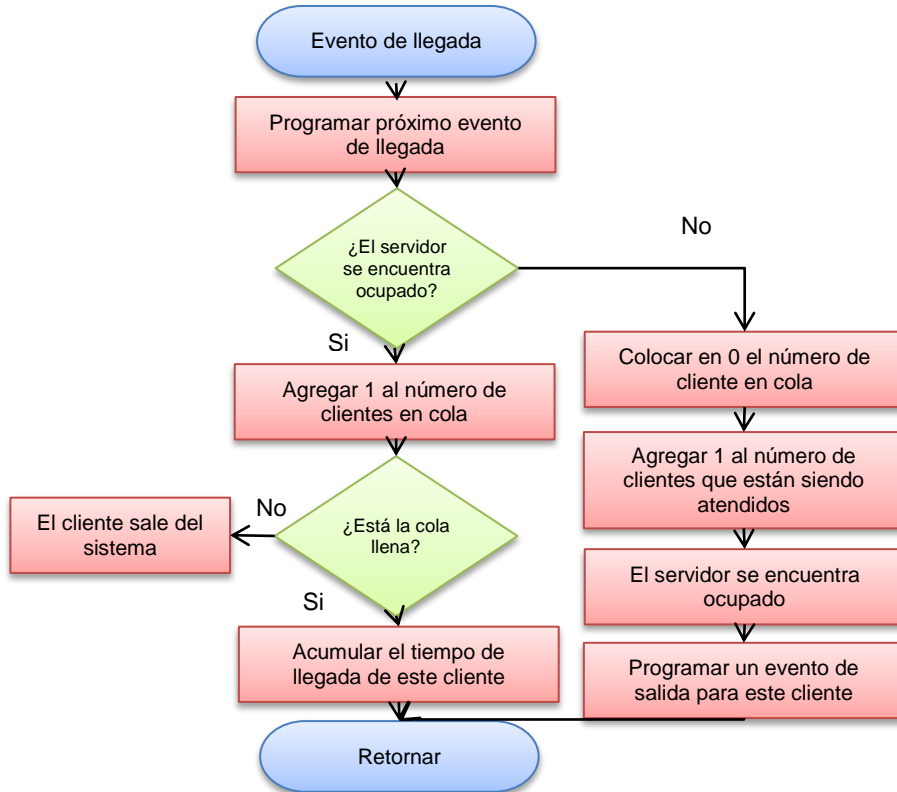 Evento de llegada
Programar próximo evento
de llegada
¿El servidor
se encuentra
ocupado?
No
Si
Agregar 1 al número de
clientes en cola
Colocar en 0 el número de
cliente en cola
Agregar 1 al número de
clientes que están siendo
atendidos
¿Está la cola
llena?
No
El cliente sale del
sistema
Si
El servidor se encuentra
ocupado
Acumular el tiempo de
llegada de este cliente
Programar un evento de
salida para este cliente
Retornar